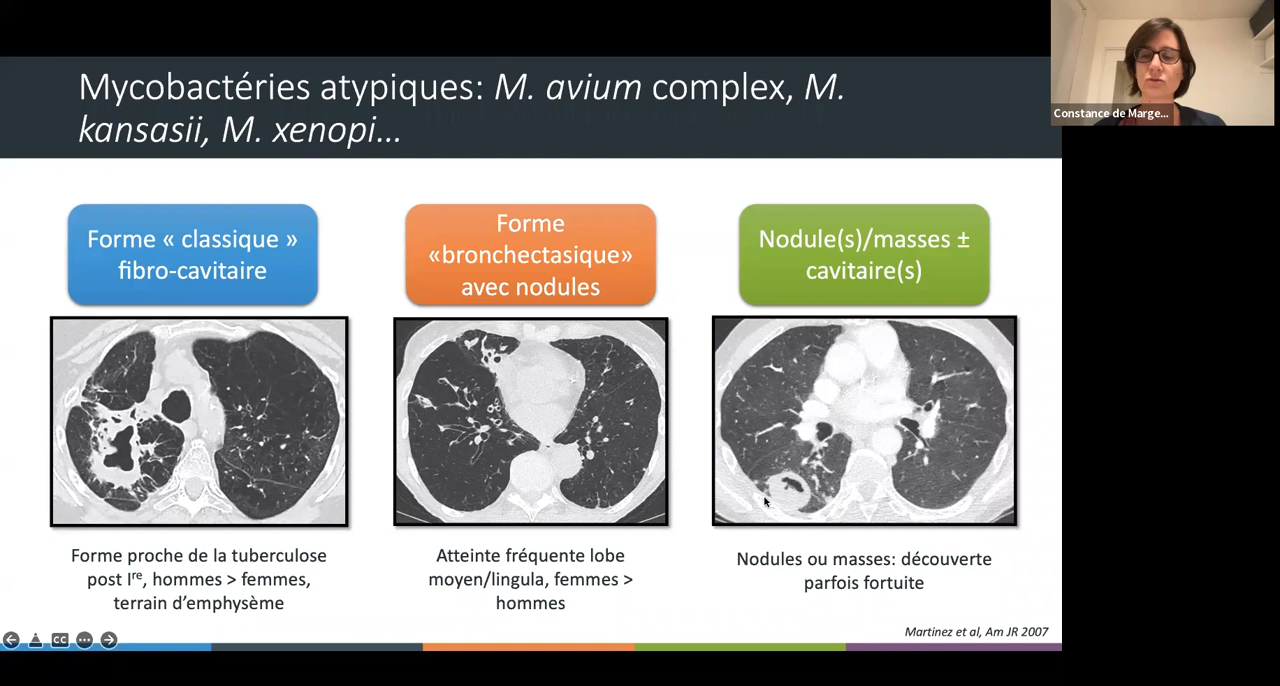 Mycobactéries atypiques: M. avium complex, M.
kansasii, M. xenopi...
Constance de Marge...
Forme « classique »
fibro-cavitaire
Forme
«bronchectasique»
avec nodules
Nodule(s)/masses ±
cavitaire(s)
Forme proche de la tuberculose
post Iʳᵉ, hommes > femmes,
terrain d'emphysème
Atteinte fréquente lobe
moyen/lingula, femmes >
hommes
Nodules ou masses: découverte
parfois fortuite
Martinez et al, Am JR 2007
CC